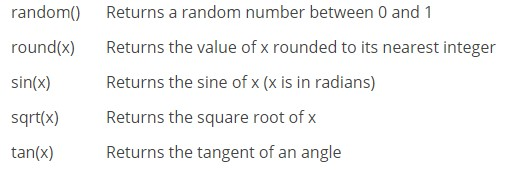 random() Returns a random number between 0 and 1
round(x) Returns the value of x rounded to its nearest integer
sin(x) Returns the sine of x (x is in radians)
sqrt(x) Returns the square root of x
tan(x) Returns the tangent of an angle